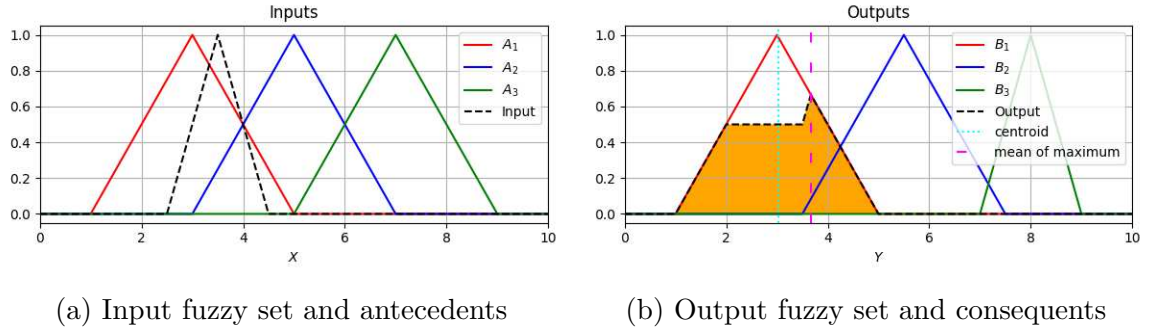 Inputs
1.0
0.8
0.6
0.4
0.2
0.0
0 2 4 6 8 10
X
A₁
A₂
A₃
Input
(a) Input fuzzy set and antecedents
Outputs
1.0
0.8
0.6
0.4
0.2
0.0
0 2 4 6 8 10
Y
B₁
B₂
B₃
Output
centroid
mean of maximum
(b) Output fuzzy set and consequents